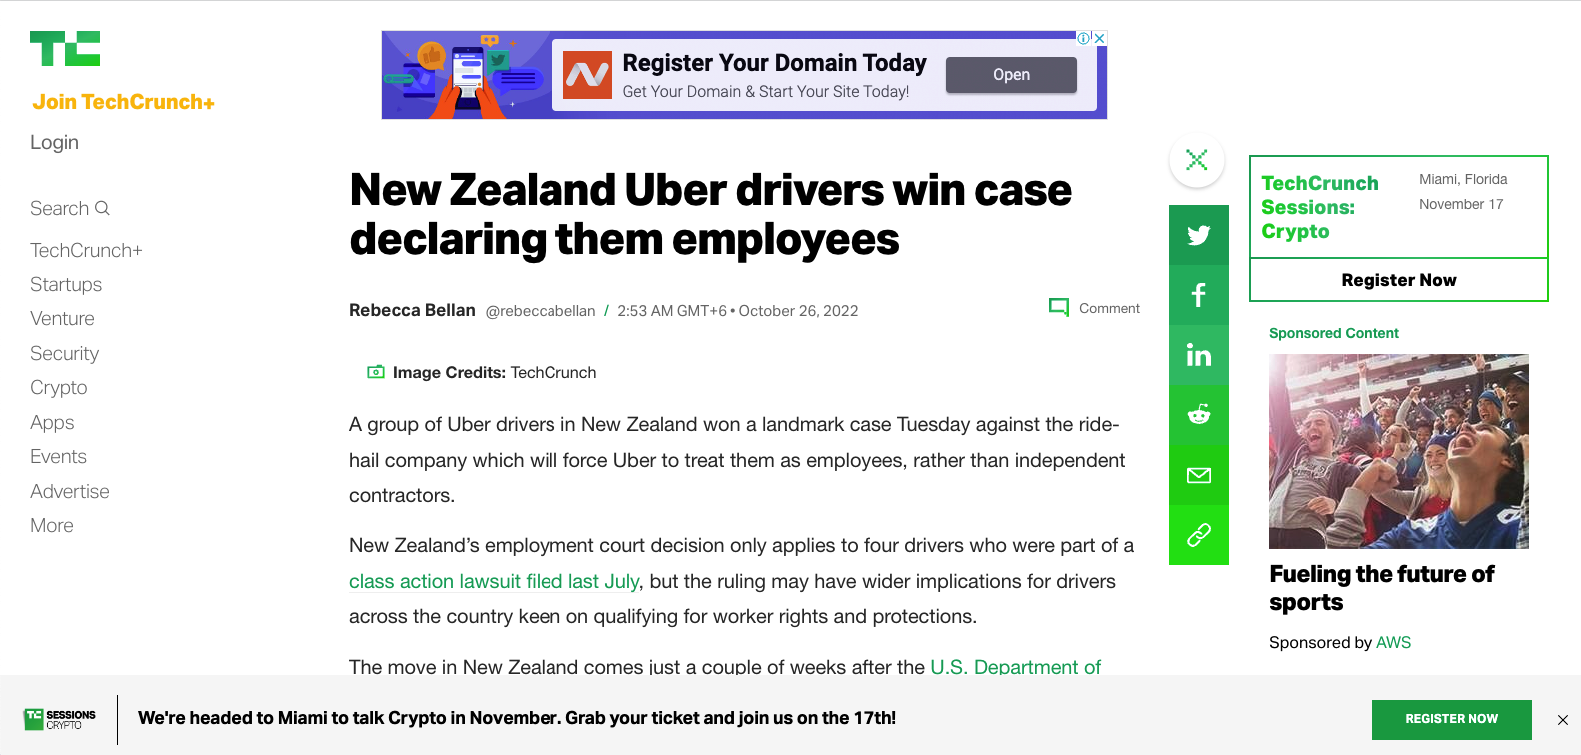 TC
Join TechCrunch+
Login
Search
TechCrunch+
Startups
Venture
Security
Crypto
Apps
Events
Advertise
More
Register Your Domain Today
Get Your Domain & Start Your Site Today!
Open
New Zealand Uber drivers win case
declaring them employees
Rebecca Bellan @rebeccabellan / 2:53 AM GMT+6 • October 26, 2022
Comment
Image Credits: TechCrunch
A group of Uber drivers in New Zealand won a landmark case Tuesday against the ride-
hail company which will force Uber to treat them as employees, rather than independent
contractors.
New Zealand’s employment court decision only applies to four drivers who were part of a
class action lawsuit filed last July, but the ruling may have wider implications for drivers
across the country keen on qualifying for worker rights and protections.
The move in New Zealand comes just a couple of weeks after the U.S. Department of
TechCrunch
Sessions:
Crypto
Miami, Florida
November 17
Register Now
Sponsored Content
Fueling the future of
sports
Sponsored by AWS
TC SESSIONS
CRYPTO
We're headed to Miami to talk Crypto in November. Grab your ticket and join us on the 17th!
REGISTER NOW